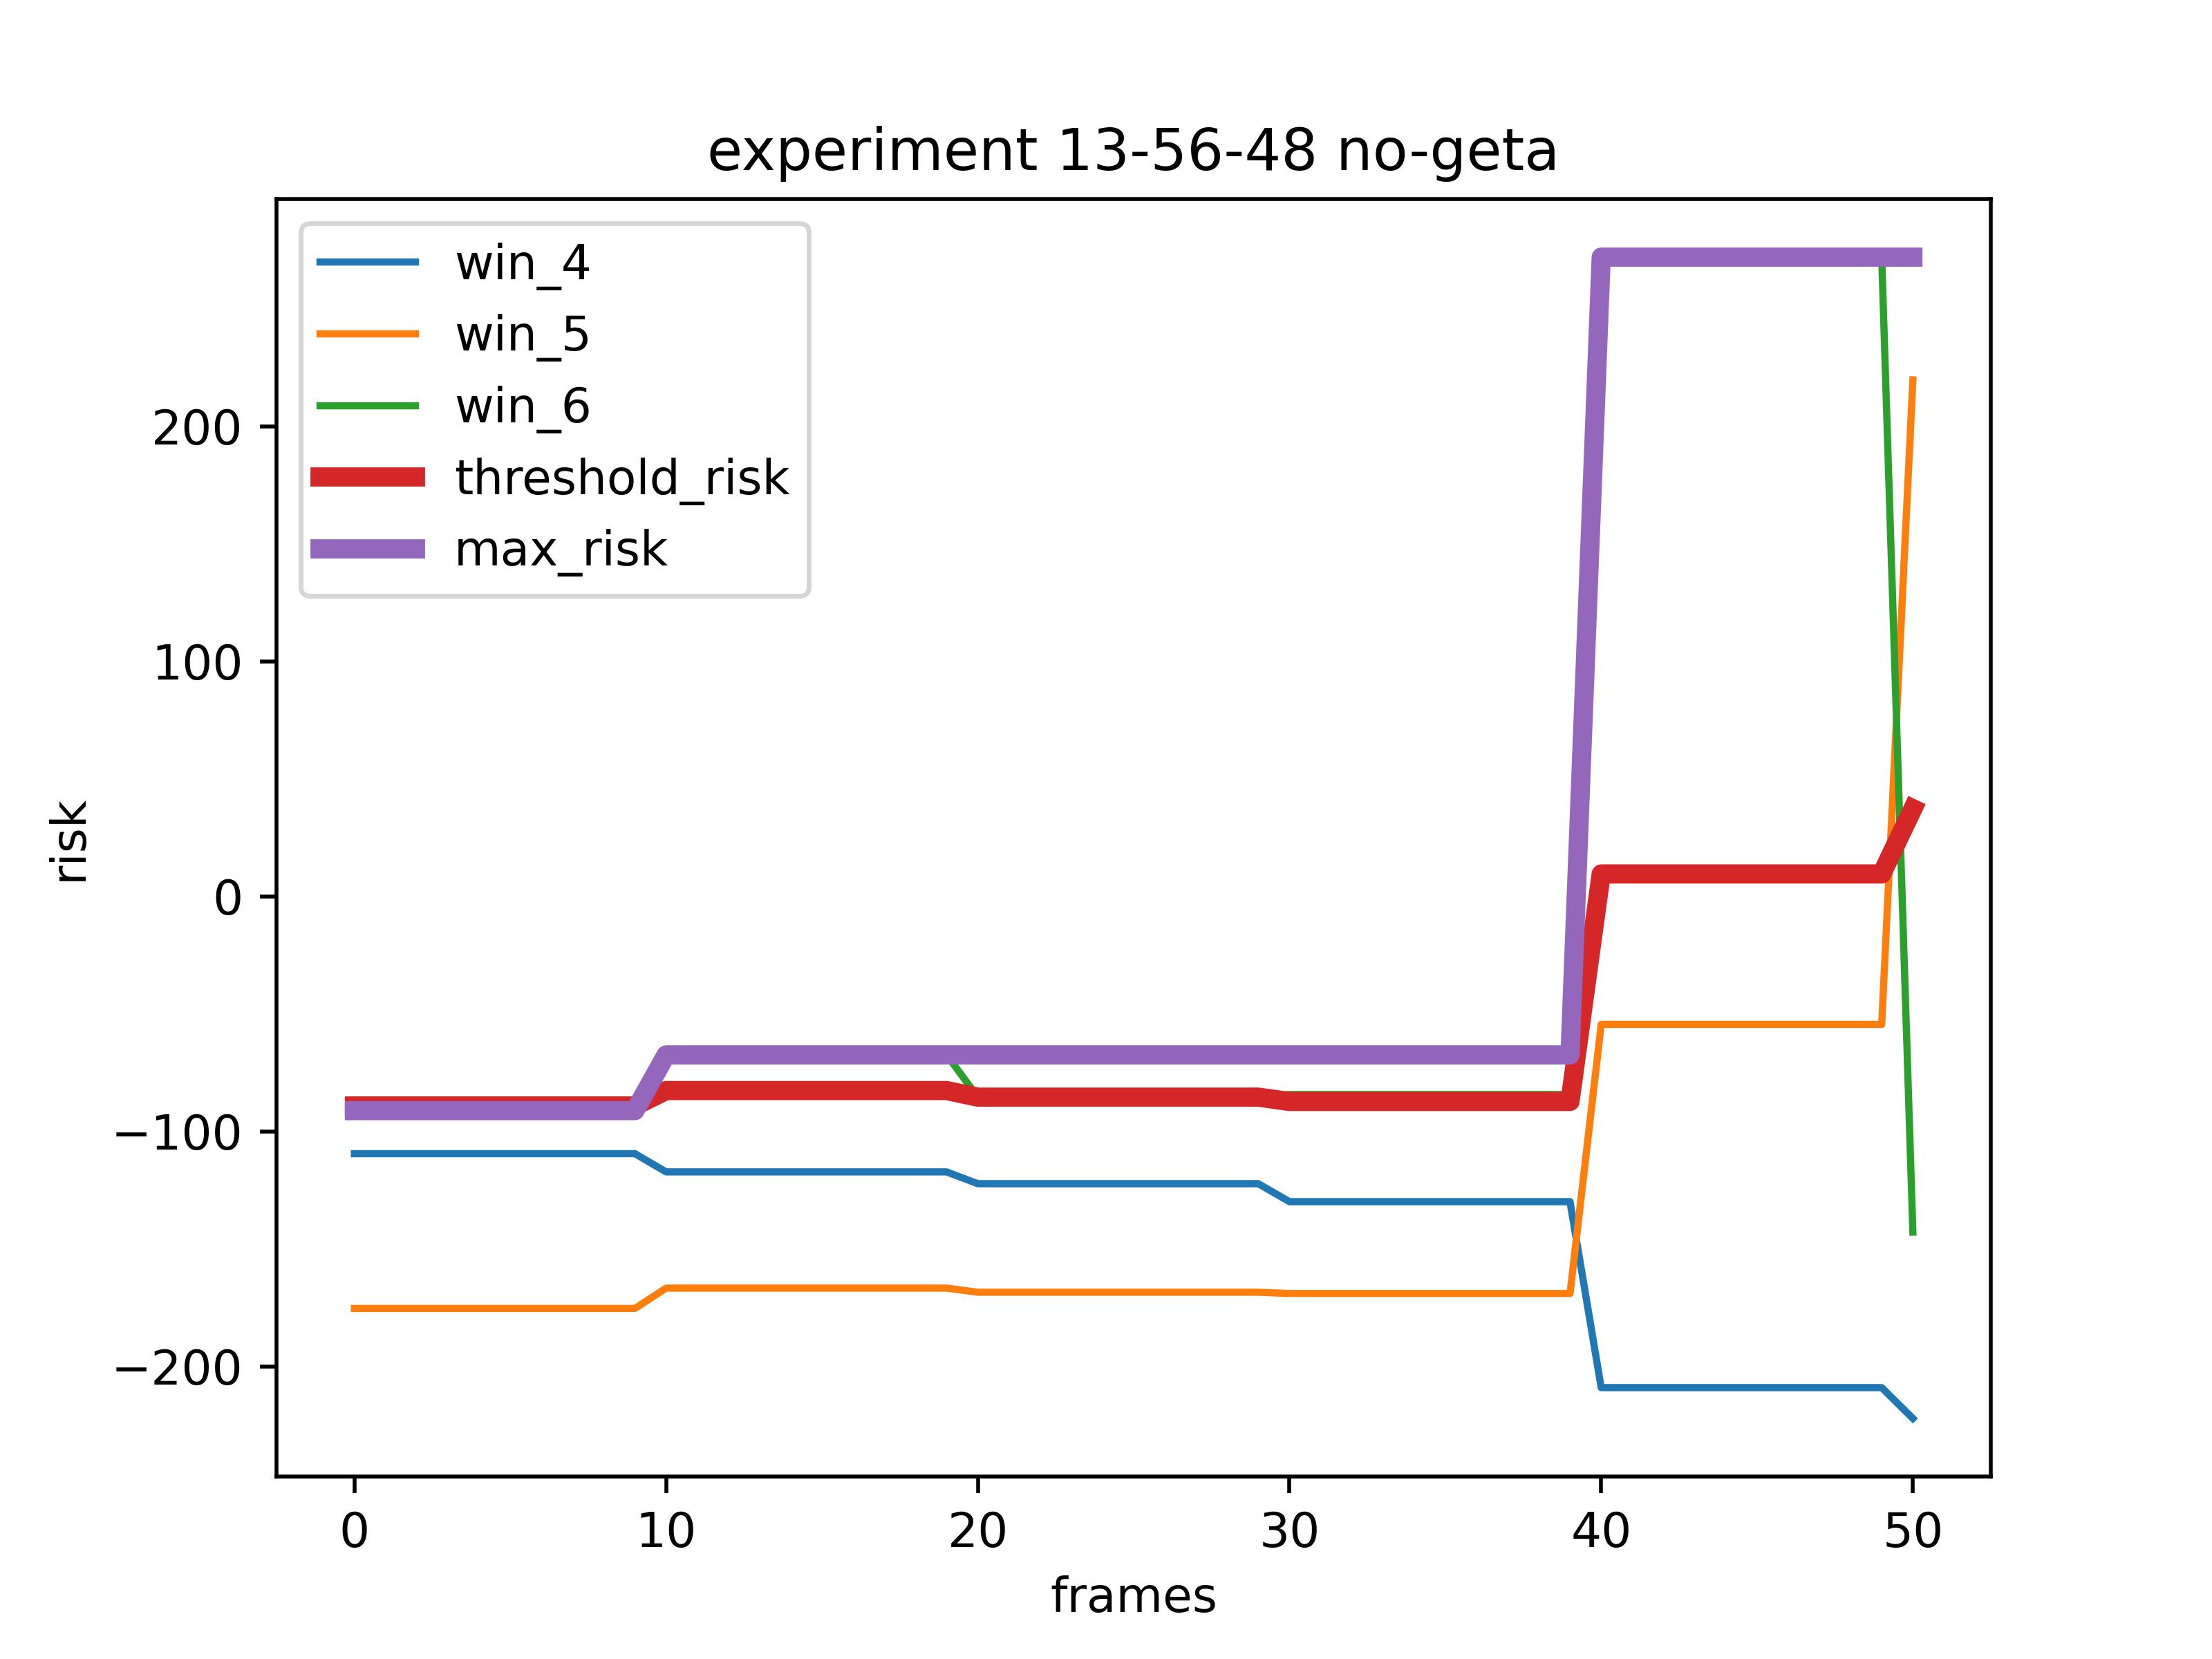 experiment 13-56-48 no-geta
win_4
win_5
win_6
threshold_risk
max_risk
200
100
0
−100
−200
risk
0 10 20 30 40 50
frames